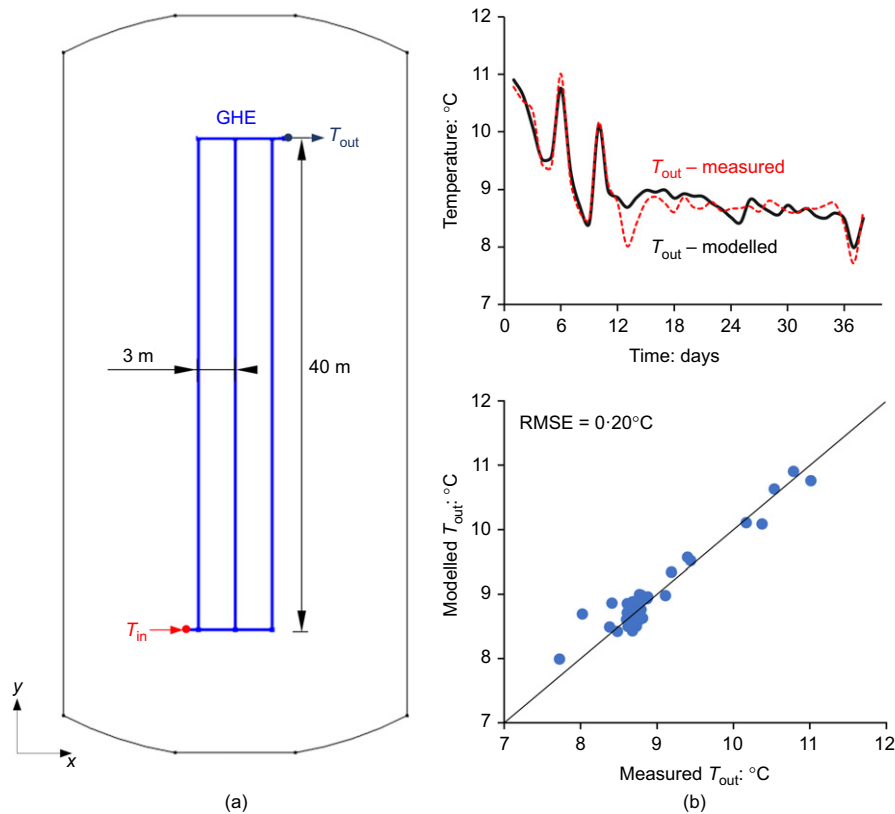 GHE
T_out
3 m
40 m
T_in
y
x
(a)
12
11
10
9
8
7
Temperature: °C
T_out – measured
T_out – modelled
0 6 12 18 24 30 36
Time: days
12
11
10
9
8
7
RMSE = 0·20°C
Modelled T_out: °C
7 8 9 10 11 12
Measured T_out: °C
(b)